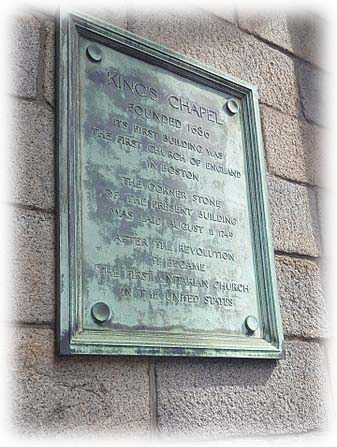 KING'S CHAPEL
FOUNDED 1686
ITS FIRST BUILDING WAS
THE FIRST CHURCH OF ENGLAND
IN BOSTON
THE CORNER STONE
OF THE PRESENT BUILDING
WAS LAID AUGUST 11 1749
AFTER THE REVOLUTION
IT BECAME
THE FIRST UNITARIAN CHURCH
IN THE UNITED STATES